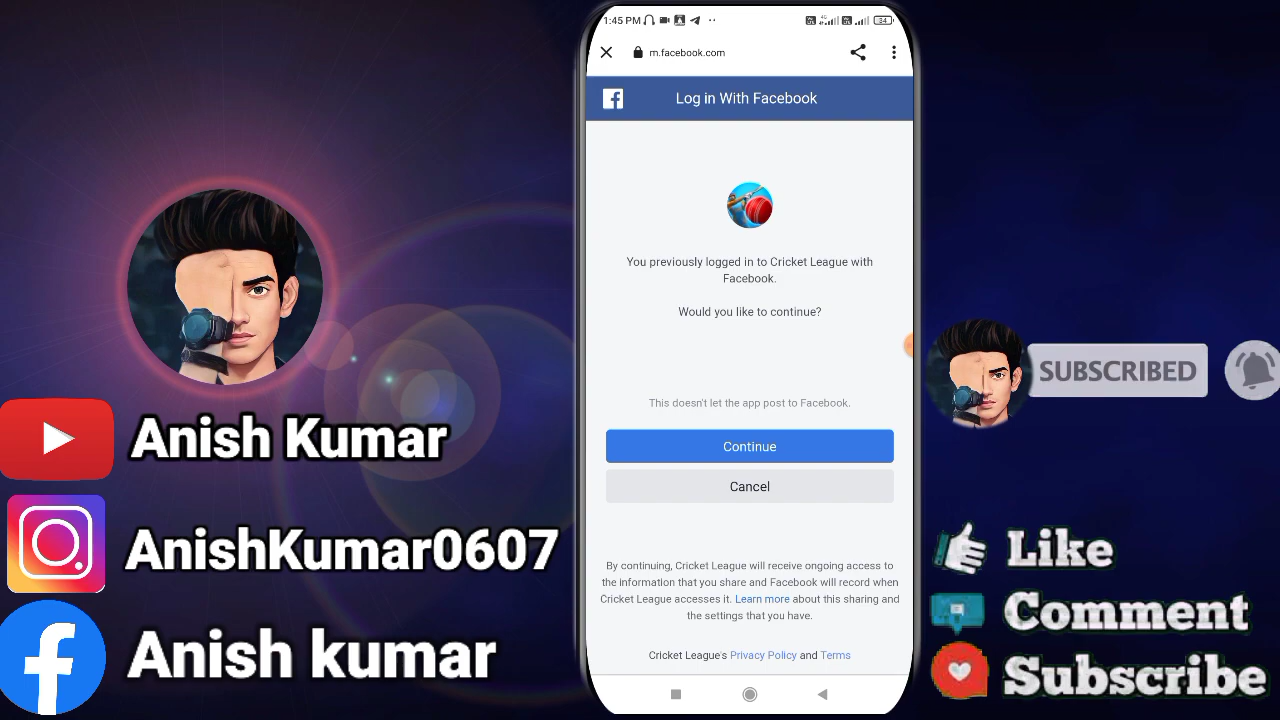 Anish Kumar
AnishKumar0607
Anish kumar
1:45 PM
4G
34
m.facebook.com
Log in With Facebook
You previously logged in to Cricket League with
Facebook.
Would you like to continue?
This doesn't let the app post to Facebook.
Continue
Cancel
By continuing, Cricket League will receive ongoing access to
the information that you share and Facebook will record when
Cricket League accesses it. Learn more about this sharing and
the settings that you have.
Cricket League's Privacy Policy and Terms
SUBSCRIBED
Like
Comment
Subscribe